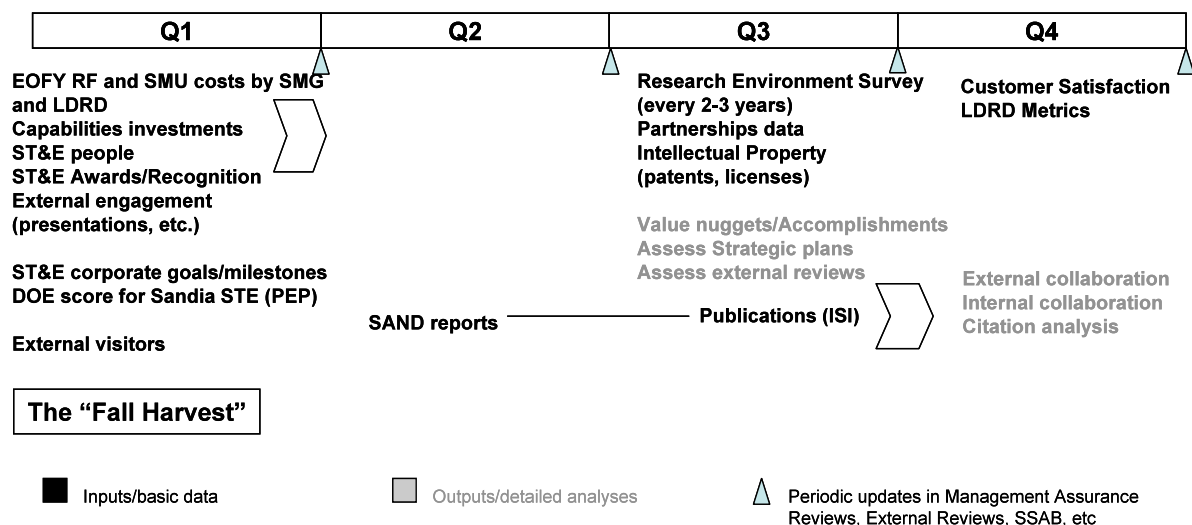 Q1
Q2
Q3
Q4
EOFY RF and SMU costs by SMG
and LDRD
Capabilities investments
ST&E people
ST&E Awards/Recognition
External engagement
(presentations, etc.)
ST&E corporate goals/milestones
DOE score for Sandia STE (PEP)
External visitors
SAND reports
Research Environment Survey
(every 2-3 years)
Partnerships data
Intellectual Property
(patents, licenses)
Value nuggets/Accomplishments
Assess Strategic plans
Assess external reviews
Publications (ISI)
Customer Satisfaction
LDRD Metrics
External collaboration
Internal collaboration
Citation analysis
The “Fall Harvest”
Inputs/basic data
Outputs/detailed analyses
Periodic updates in Management Assurance
Reviews, External Reviews, SSAB, etc